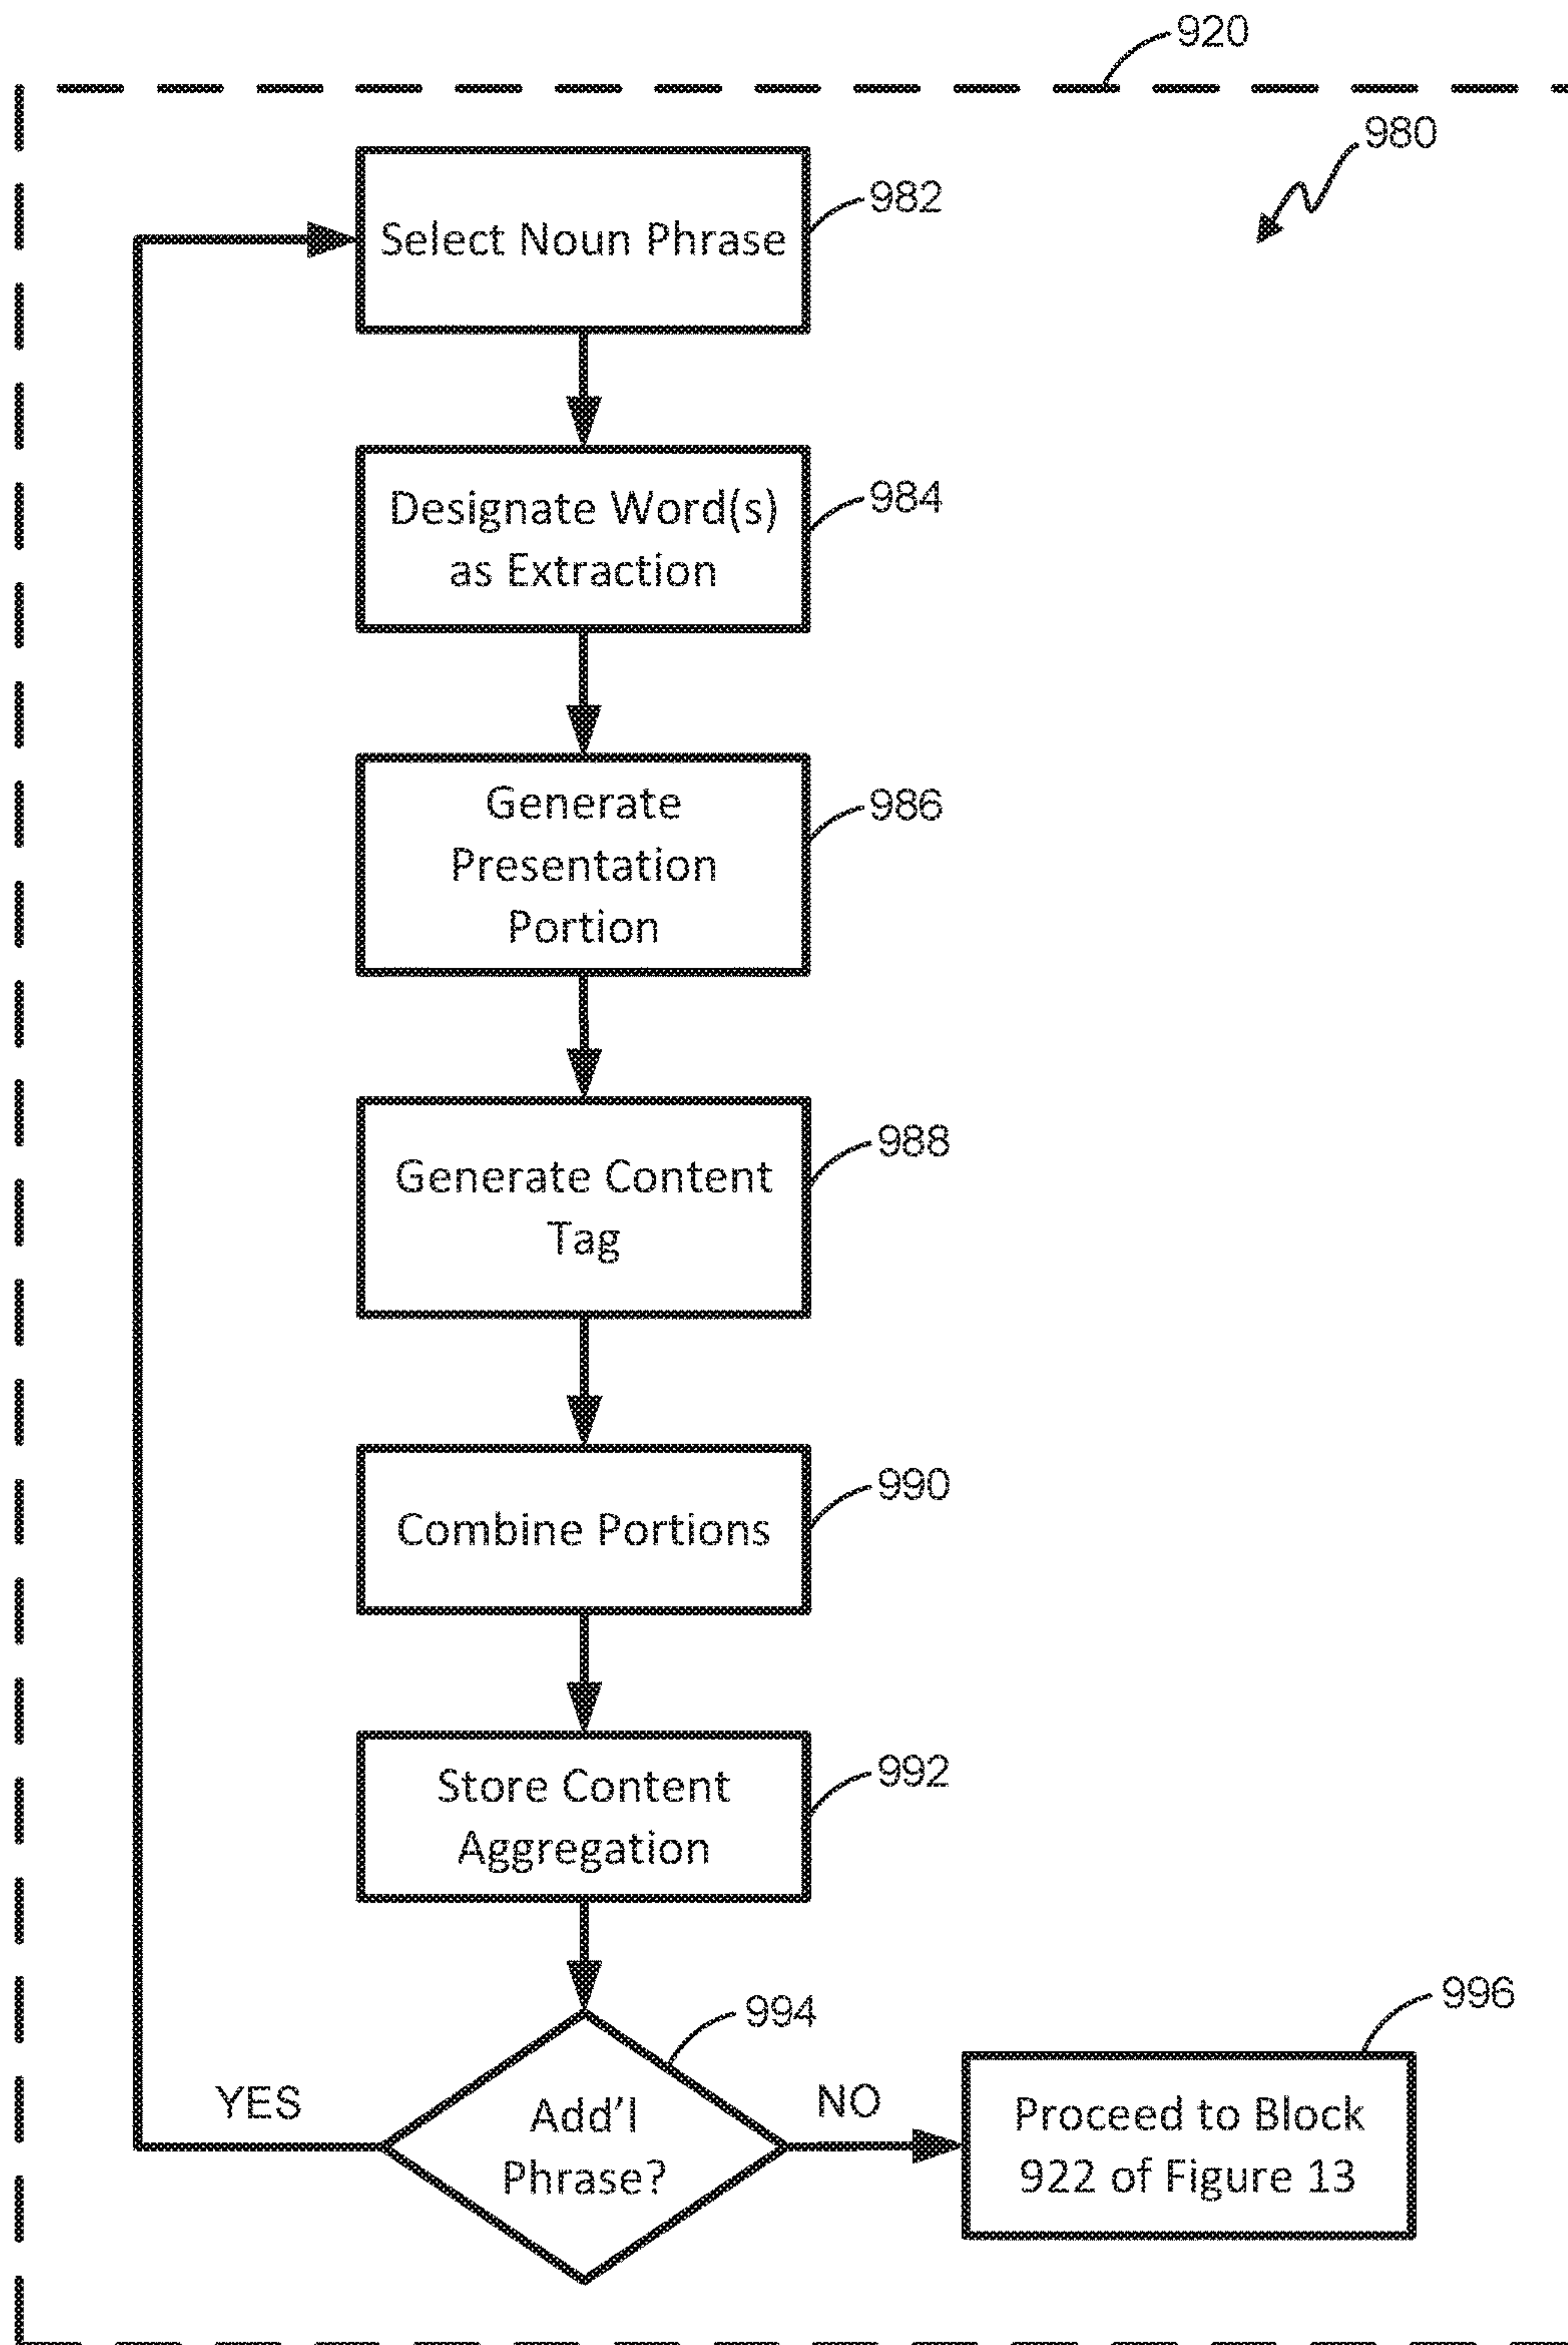 920
980
982
Select Noun Phrase
984
Designate Word(s)
as Extraction
986
Generate
Presentation
Portion
988
Generate Content
Tag
990
Combine Portions
992
Store Content
Aggregation
994
996
YES
Add'l
Phrase?
NO
Proceed to Block
922 of Figure 13